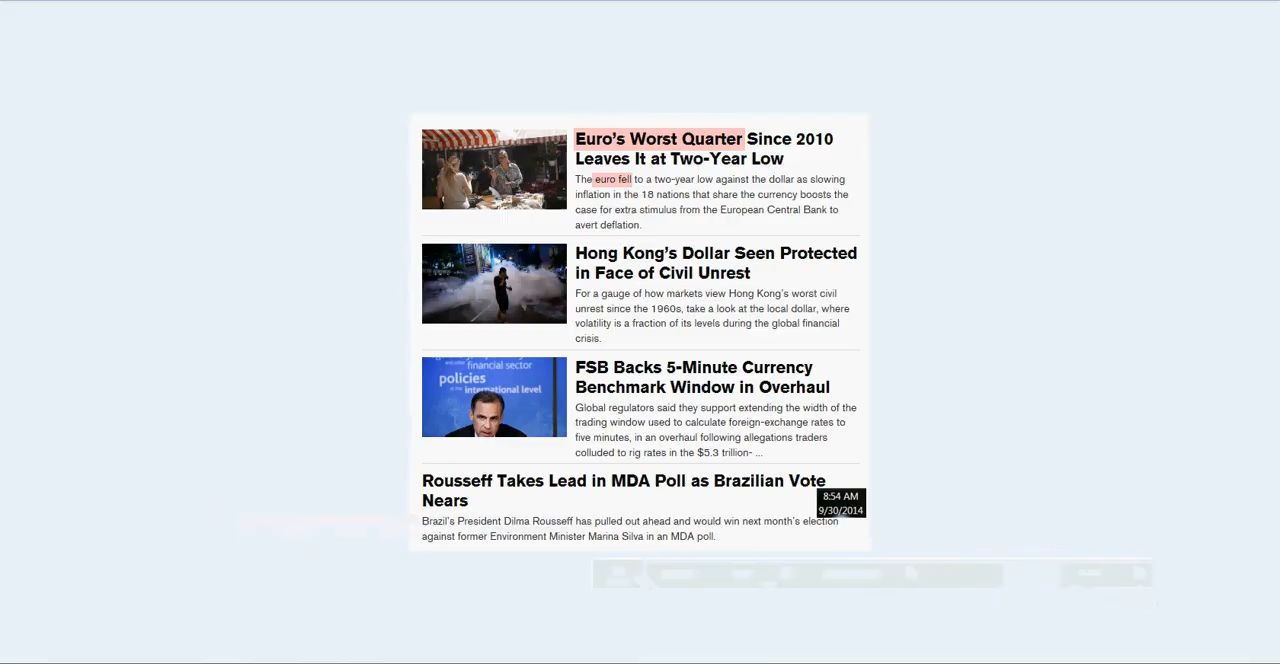 Euro's Worst Quarter Since 2010
Leaves It at Two-Year Low
The euro fell to a two-year low against the dollar as slowing
inflation in the 18 nations that share the currency boosts the
case for extra stimulus from the European Central Bank to
avert deflation.
Hong Kong's Dollar Seen Protected
in Face of Civil Unrest
For a gauge of how markets view Hong Kong's worst civil
unrest since the 1960s, take a look at the local dollar, where
volatility is a fraction of its levels during the global financial
crisis.
financial sector
policies
international level
FSB Backs 5-Minute Currency
Benchmark Window in Overhaul
Global regulators said they support extending the width of the
trading window used to calculate foreign-exchange rates to
five minutes, in an overhaul following allegations traders
colluded to rig rates in the $5.3 trillion- ...
Rousseff Takes Lead in MDA Poll as Brazilian Vote
Nears
8:54 AM
9/30/2014
Brazil's President Dilma Rousseff has pulled out ahead and would win next month's election
against former Environment Minister Marina Silva in an MDA poll.